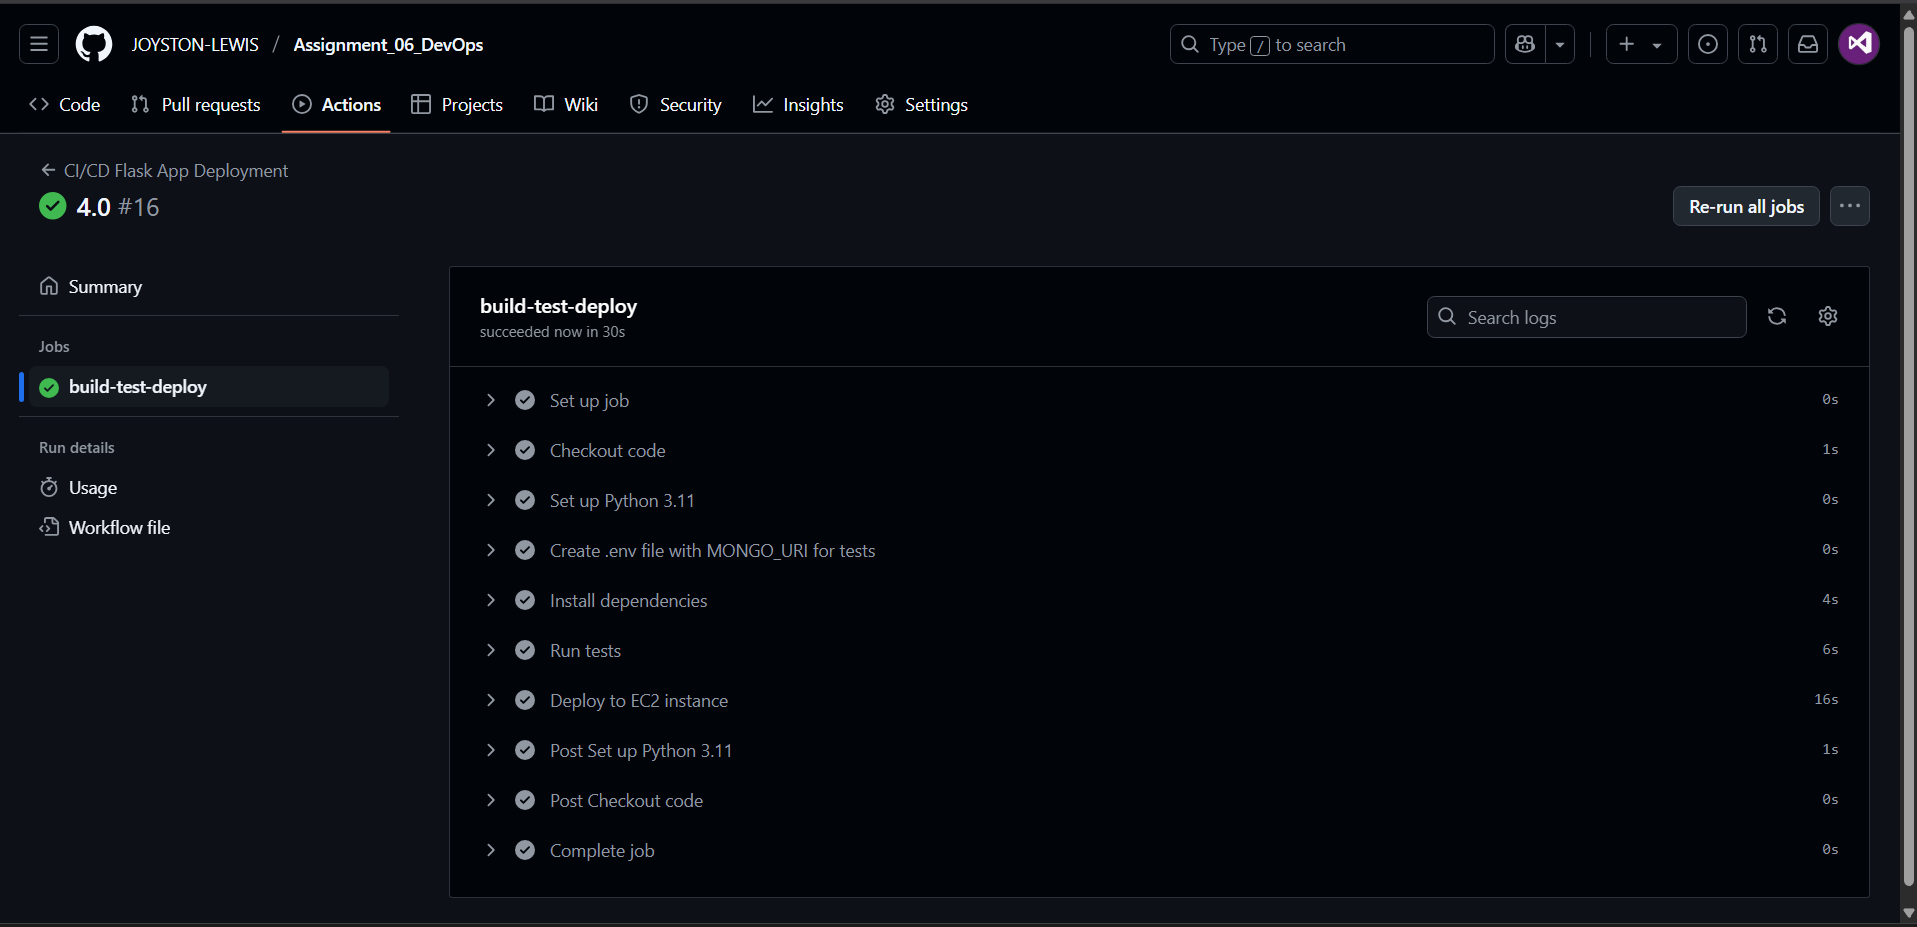 JOYSTON-LEWIS / Assignment_06_DevOps
Type / to search
Code
Pull requests
Actions
Projects
Wiki
Security
Insights
Settings
CI/CD Flask App Deployment
4.0 #16
Re-run all jobs
Summary
Jobs
build-test-deploy
Run details
Usage
Workflow file
build-test-deploy
succeeded now in 30s
Search logs
Set up job 0s
Checkout code 1s
Set up Python 3.11 0s
Create .env file with MONGO_URI for tests 0s
Install dependencies 4s
Run tests 6s
Deploy to EC2 instance 16s
Post Set up Python 3.11 1s
Post Checkout code 0s
Complete job 0s